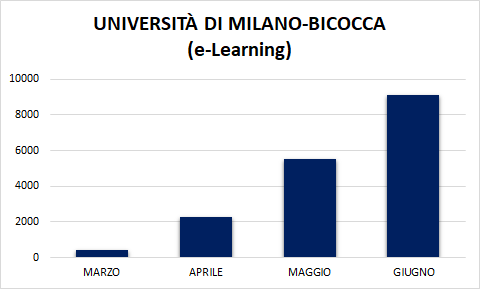 UNIVERSITÀ DI MILANO-BICOCCA
(e-Learning)
10000
8000
6000
4000
2000
0
MARZO APRILE MAGGIO GIUGNO